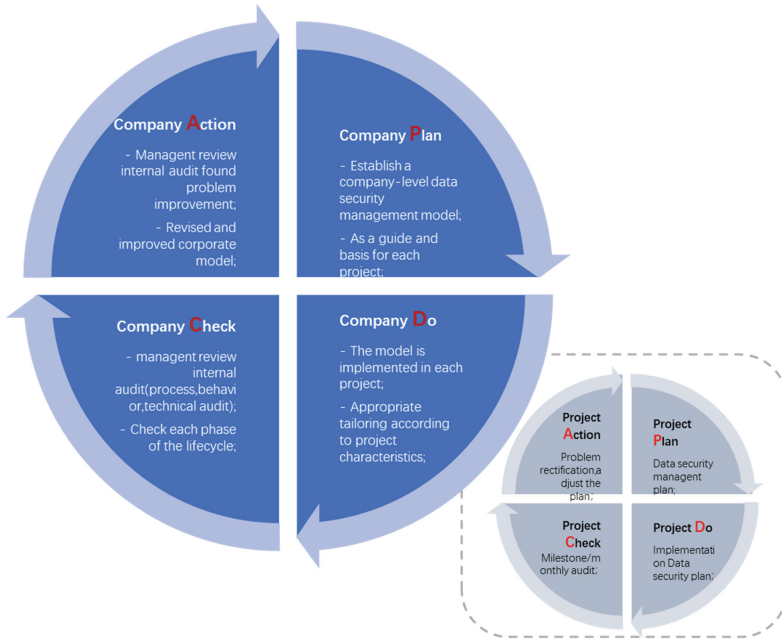 Company Action
- Managent review
internal audit found
problem
improvement;
- Revised and
improved corporate
model;
Company Plan
- Establish a
company-level data
security
management model;
- As a guide and
basis for each
project;
Company Check
- managent review
internal
audit(process,behavi
or,technical audit);
- Check each phase
of the lifecycle;
Company Do
- The model is
implemented in each
project;
- Appropriate
tailoring according
to project
characteristics;
Project
Action
Problem
rectification,a
djust the
plan;
Project
Plan
Data security
managent
plan;
Project
Check
Milestone/m
onthly audit;
Project Do
Implementati
on Data
security plan;